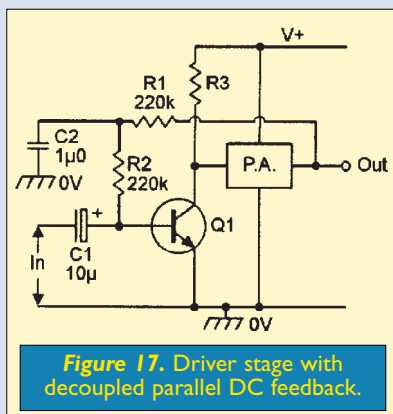 V+
R1
220k
R3
C2
1µ0
0V
R2
220k
P.A.
Out
Q1
+
C1
10µ
In
0V
Figure 17. Driver stage with
decoupled parallel DC feedback.